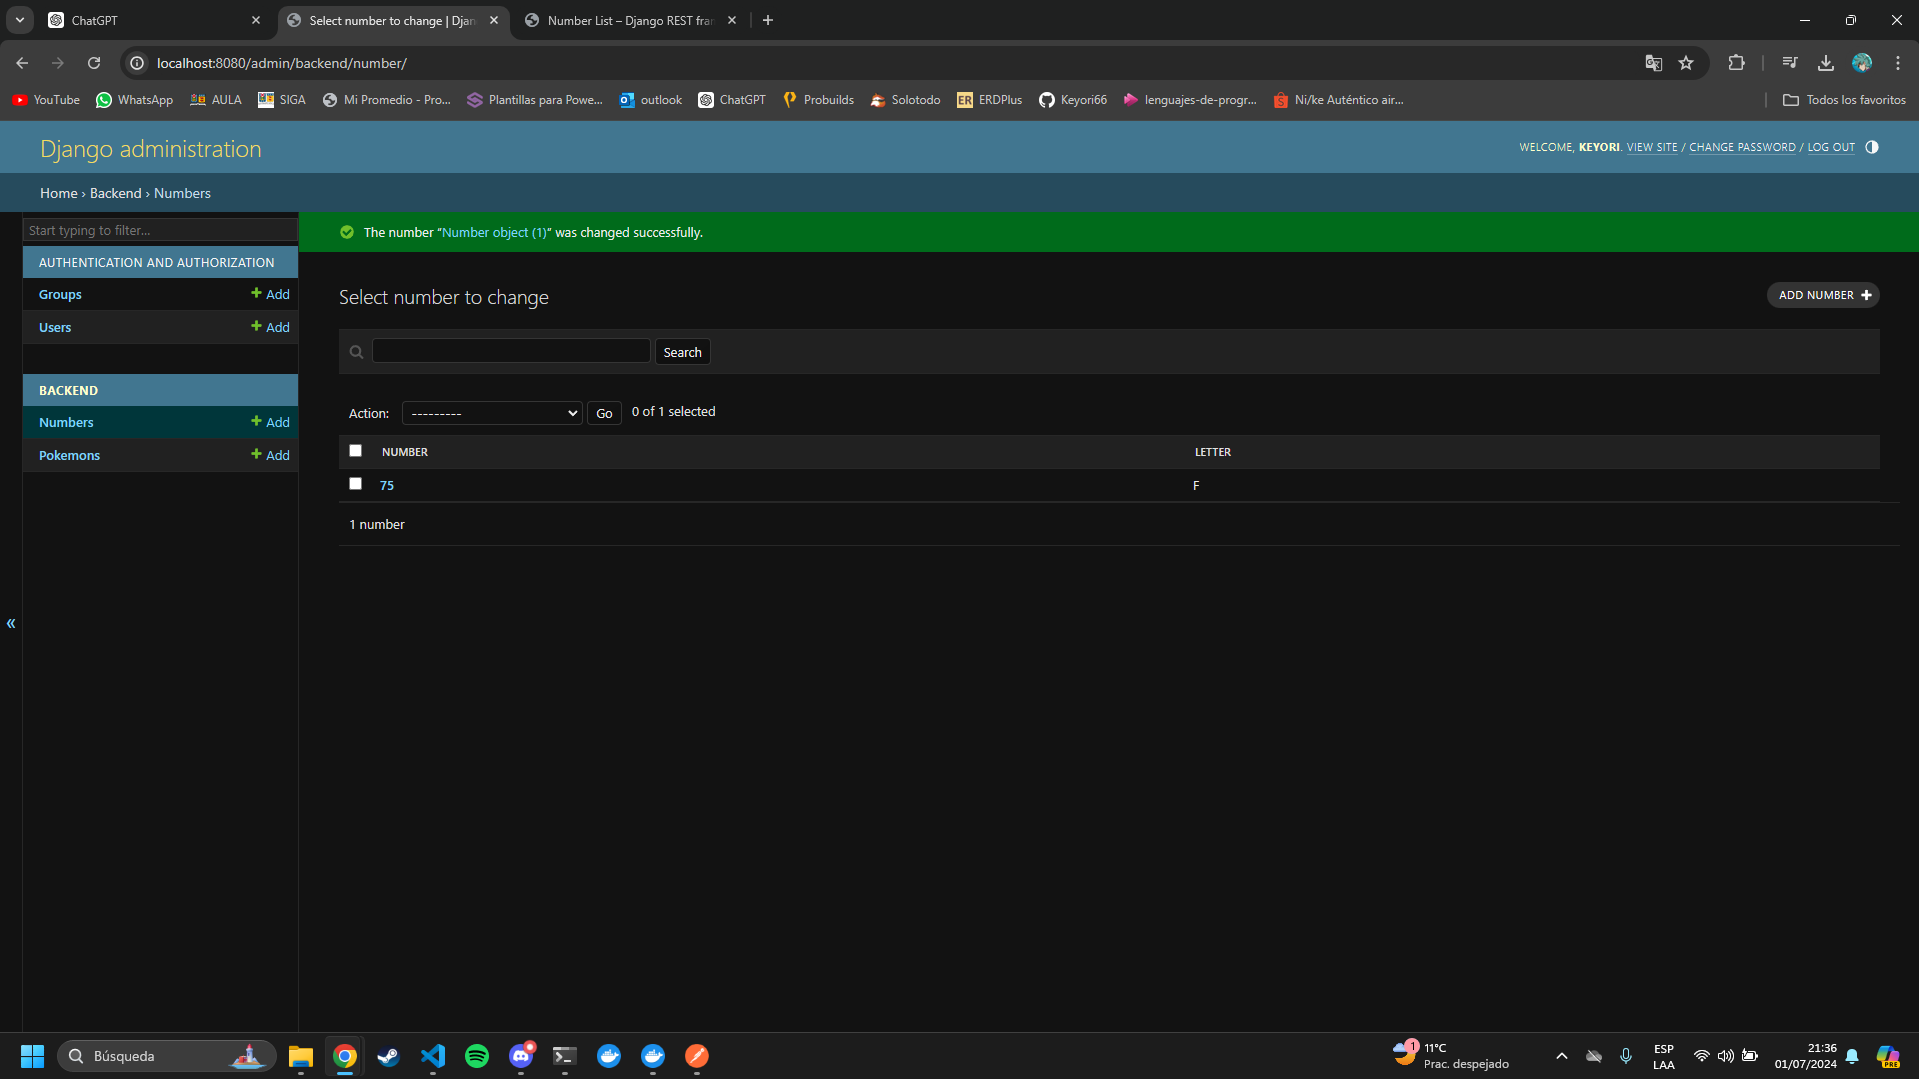 ChatGPT
Select number to change | Djan
Number List – Django REST fra
localhost:8080/admin/backend/number/
YouTube
WhatsApp
AULA
SIGA
Mi Promedio - Pro...
Plantillas para Powe...
outlook
ChatGPT
Probuilds
Solotodo
ER ERDPlus
Keyori66
lenguajes-de-progr...
Ni/ke Auténtico air...
Todos los favoritos
Django administration
WELCOME, KEYORI. VIEW SITE / CHANGE PASSWORD / LOG OUT
Home › Backend › Numbers
Start typing to filter...
AUTHENTICATION AND AUTHORIZATION
Groups + Add
Users + Add
BACKEND
Numbers + Add
Pokemons + Add
«
The number “Number object (1)” was changed successfully.
Select number to change
ADD NUMBER +
Search
Action: --------- Go 0 of 1 selected
NUMBER LETTER
75 F
1 number
Búsqueda
1
11°C
Prac. despejado
ESP
LAA
21:36
01/07/2024
PRE